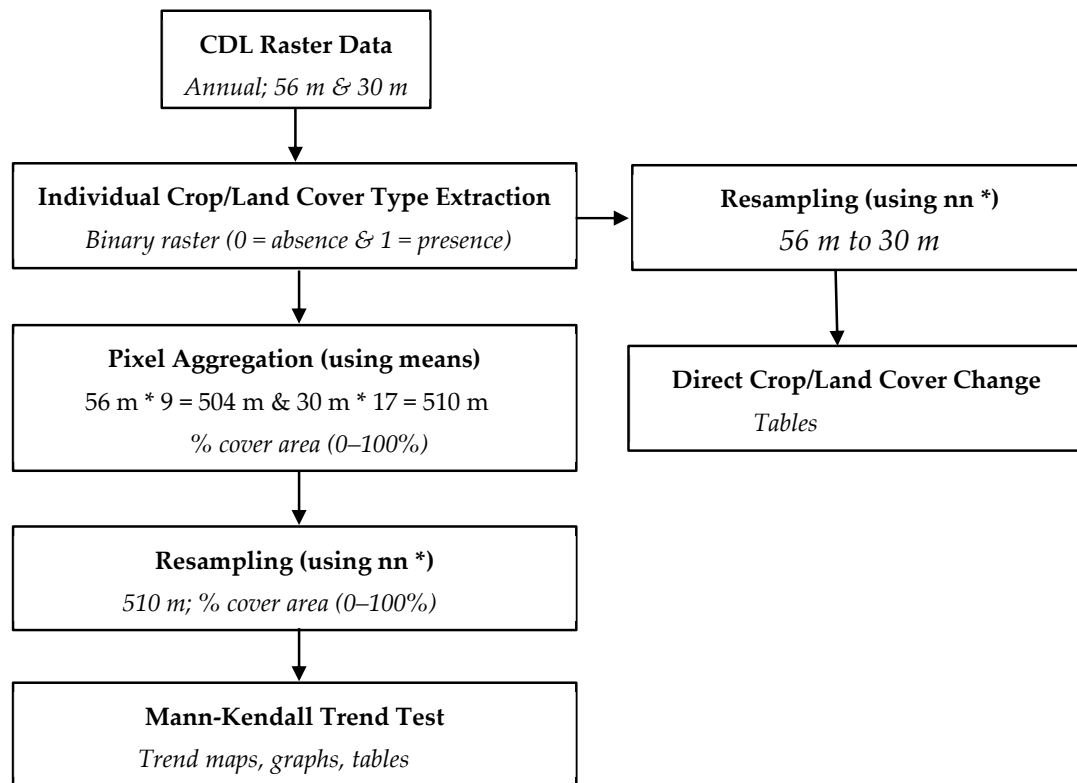 CDL Raster Data
Annual; 56 m & 30 m
Individual Crop/Land Cover Type Extraction
Binary raster (0 = absence & 1 = presence)
Resampling (using nn *)
56 m to 30 m
Pixel Aggregation (using means)
56 m * 9 = 504 m & 30 m * 17 = 510 m
% cover area (0–100%)
Direct Crop/Land Cover Change
Tables
Resampling (using nn *)
510 m; % cover area (0–100%)
Mann-Kendall Trend Test
Trend maps, graphs, tables